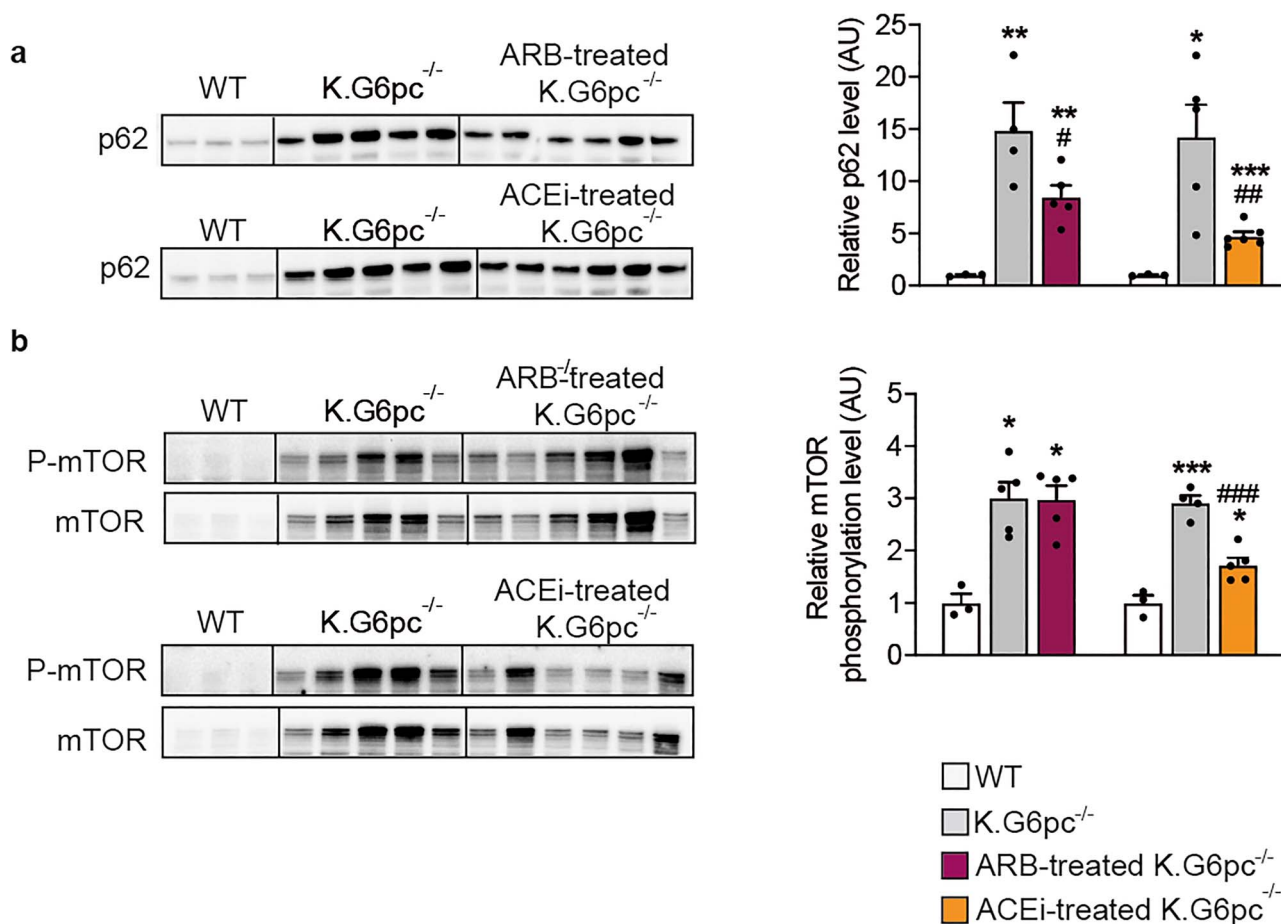 a
WT K.G6pc-/- ARB-treated K.G6pc-/-
p62
WT K.G6pc-/- ACEi-treated K.G6pc-/-
p62
Relative p62 level (AU)
25
20
15
10
5
0
**
**
#
*
***
##
b
WT K.G6pc-/- ARB-/-treated K.G6pc-/-
P-mTOR
mTOR
WT K.G6pc-/- ACEi-treated K.G6pc-/-
P-mTOR
mTOR
Relative mTOR
phosphorylation level (AU)
5
4
3
2
1
0
*
*
***
###
*
WT
K.G6pc-/-
ARB-treated K.G6pc-/-
ACEi-treated K.G6pc-/-